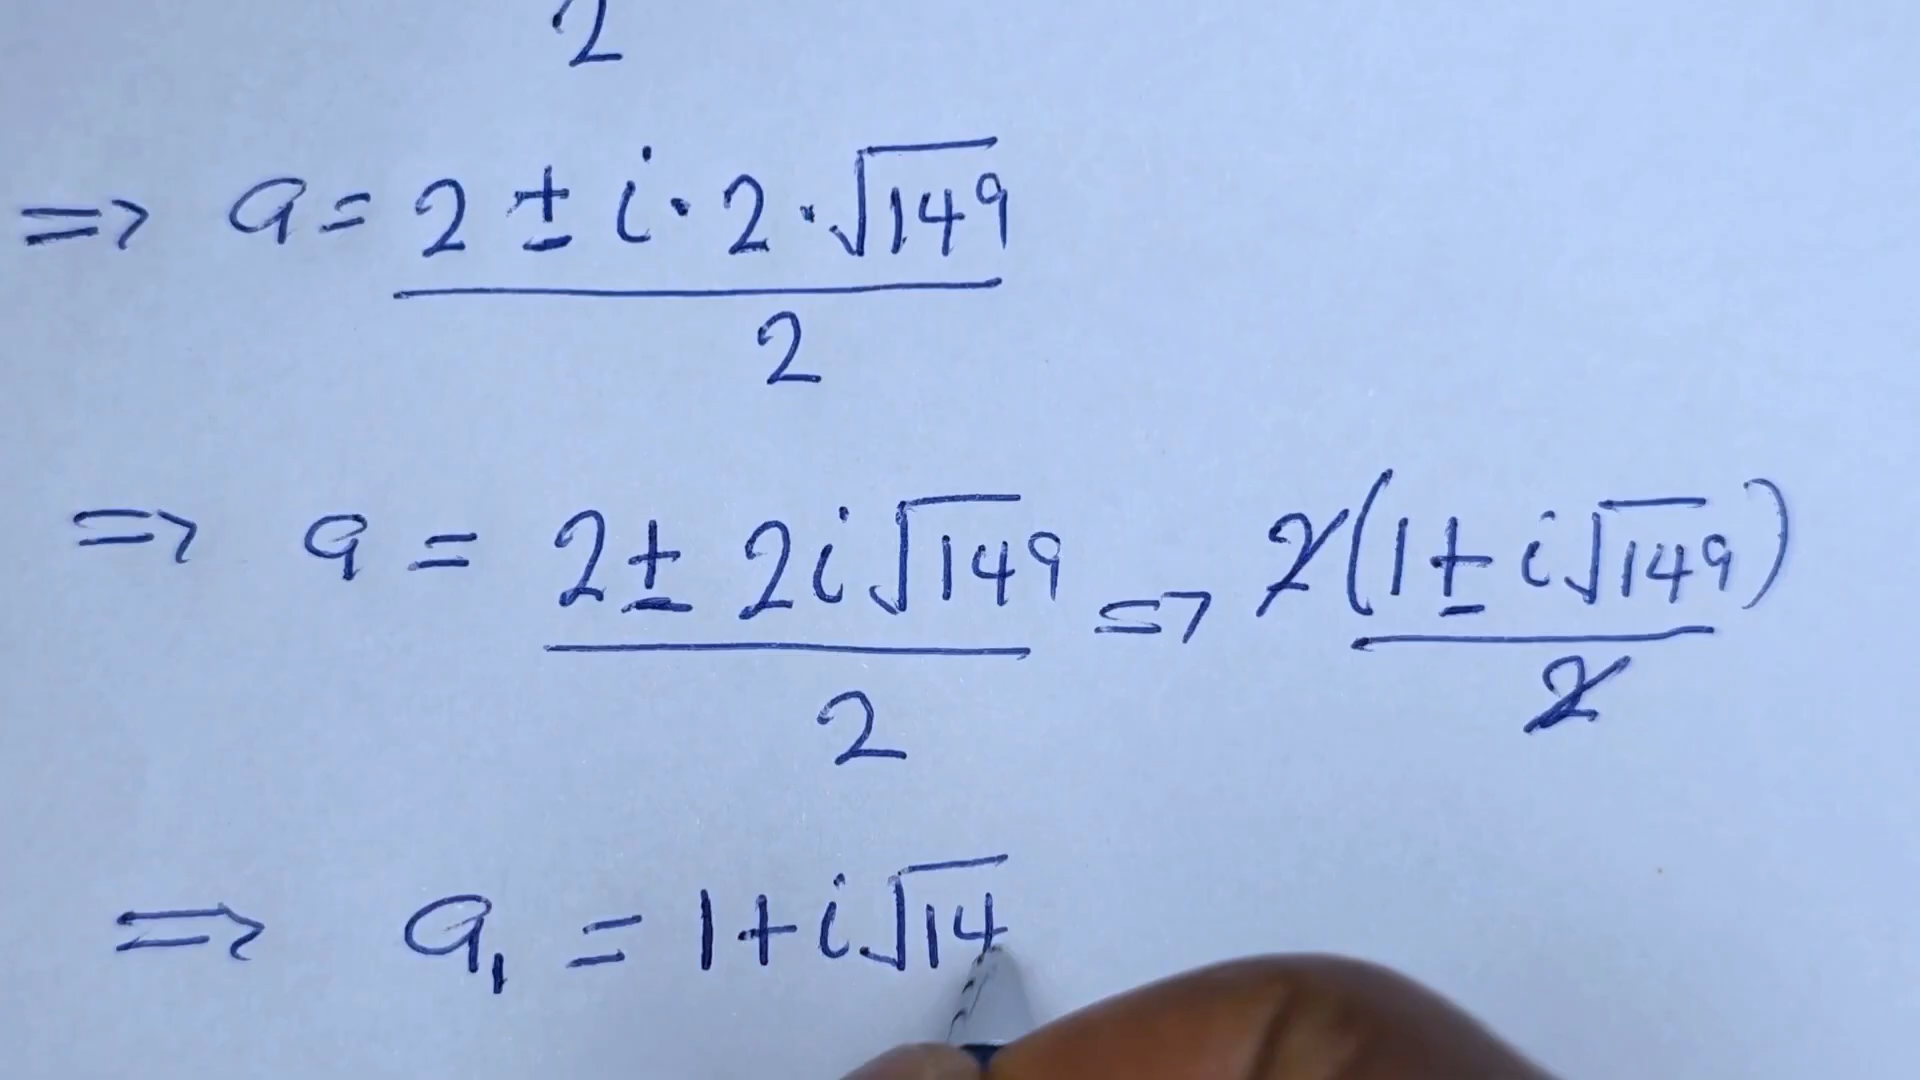 2
=> a = 2 ± i · 2 · √149
2
=> a = 2 ± 2i√149 => 2(1 ± i√149)
2 2
=> a₁ = 1 + i√14